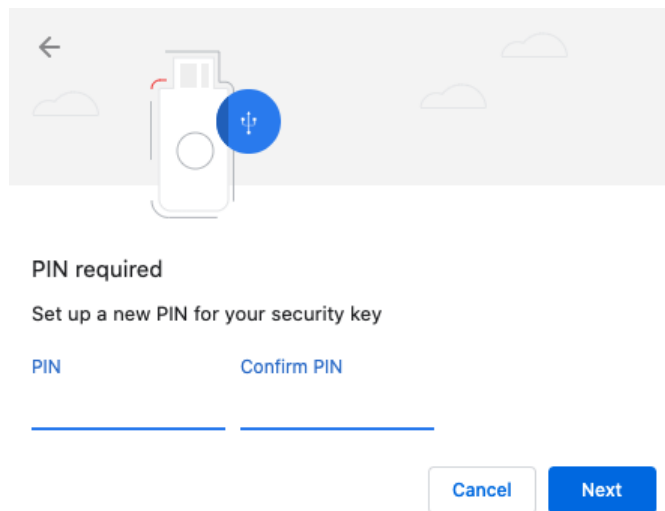 PIN required
Set up a new PIN for your security key
PIN Confirm PIN
Cancel Next